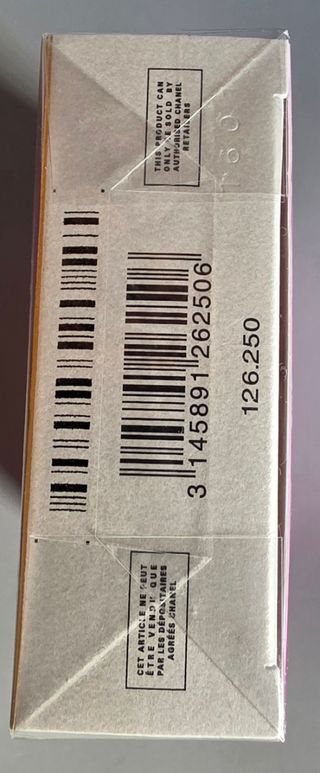 THIS PRODUCT CAN
ONLY BE SOLD BY
AUTHORISED CHANEL
RETAILERS
3 145891 262506
126.250
CET ARTICLE NE PEUT
ÊTRE VENDU QUE
PAR LES DÉPOSITAIRES
AGRÉÉS CHANEL